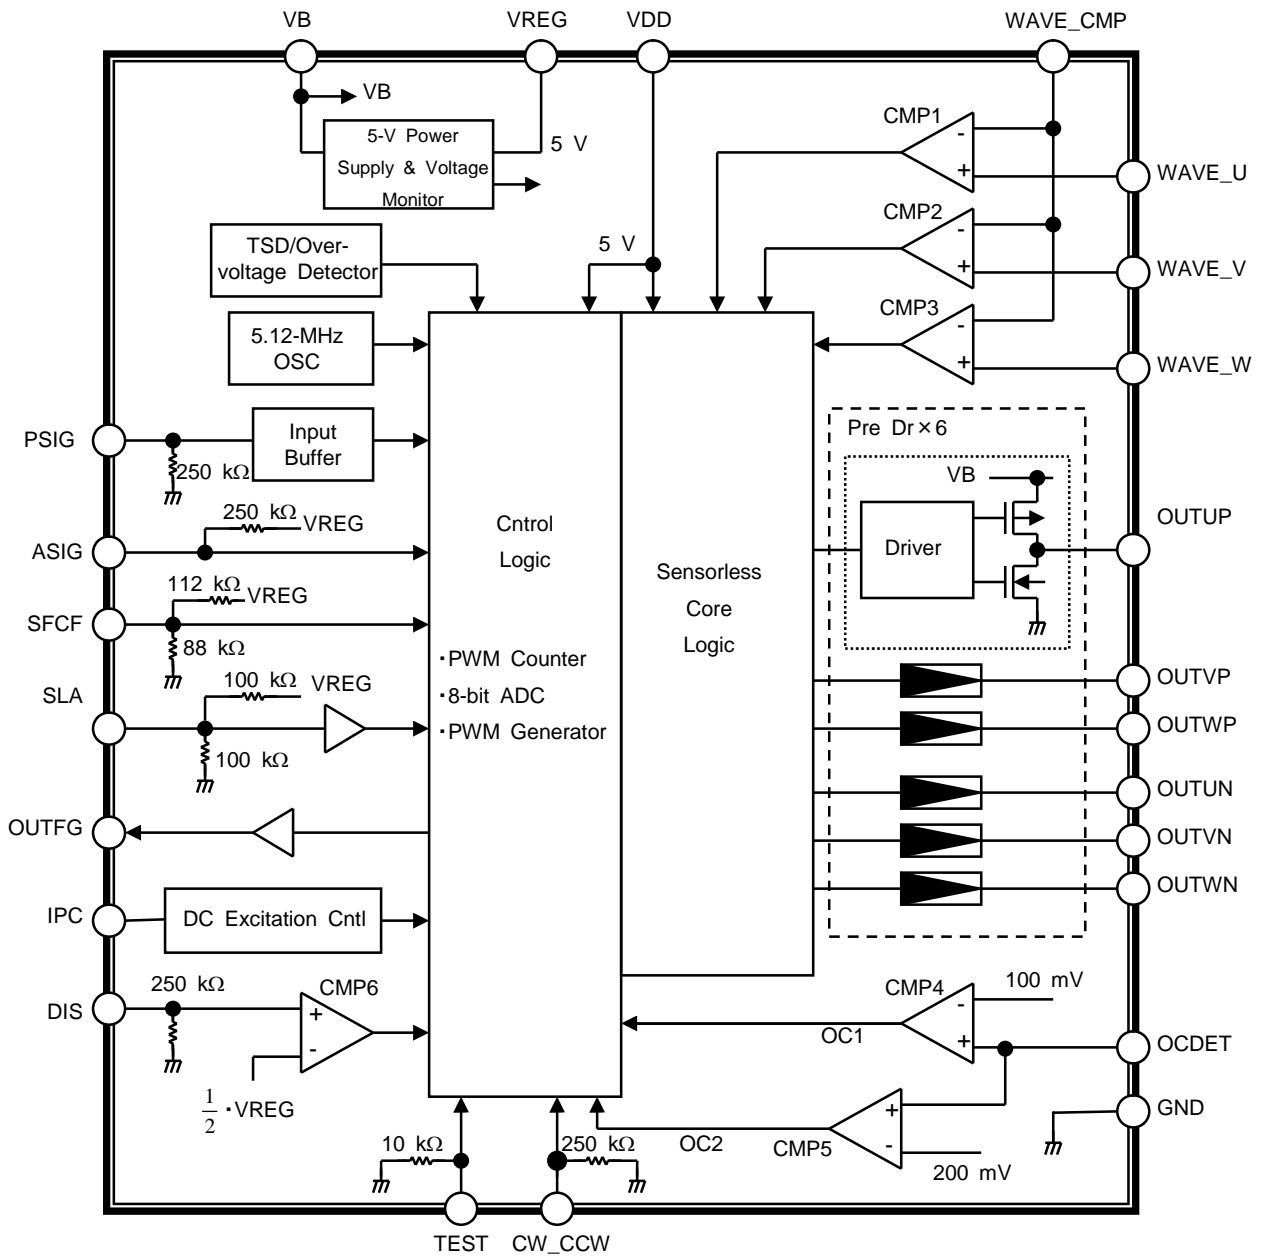 VB
VREG
VDD
WAVE_CMP
VB
5-V Power
Supply & Voltage
Monitor
5 V
CMP1
WAVE_U
CMP2
WAVE_V
CMP3
WAVE_W
TSD/Over-
voltage Detector
5 V
5.12-MHz
OSC
PSIG
250 kΩ
Input
Buffer
ASIG
250 kΩ
VREG
SFCF
112 kΩ
VREG
88 kΩ
SLA
100 kΩ
VREG
100 kΩ
OUTFG
IPC
DC Excitation Cntl
DIS
250 kΩ
CMP6
+
-
1/2 ·VREG
Cntrol
Logic
·PWM Counter
·8-bit ADC
·PWM Generator
Sensorless
Core
Logic
Pre Dr×6
VB
Driver
OUTUP
OUTVP
OUTWP
OUTUN
OUTVN
OUTWN
CMP4
100 mV
-
+
OC1
OCDET
GND
OC2
CMP5
+
-
200 mV
10 kΩ
250 kΩ
TEST
CW_CCW
-
+
-
+
-
+